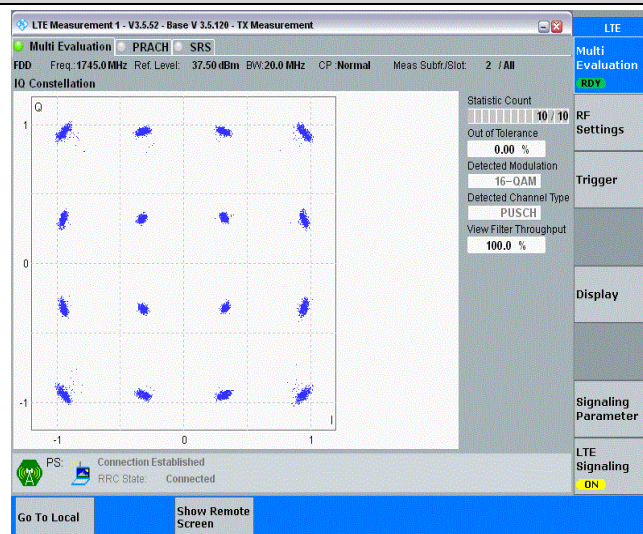 LTE Measurement 1 - V3.5.52 - Base V 3.5.120 - TX Measurement
LTE
Multi Evaluation PRACH SRS
FDD Freq.:1745.0 MHz Ref. Level: 37.50 dBm BW:20.0 MHz CP :Normal Meas Subfr./Slot: 2 / All
IQ Constellation
Q
1
0
-1
-1 0 1
I
Statistic Count
10 / 10
Out of Tolerance
0.00 %
Detected Modulation
16-QAM
Detected Channel Type
PUSCH
View Filter Throughput
100.0 %
Multi
Evaluation
RDY
RF
Settings
Trigger
Display
Signaling
Parameter
LTE
Signaling
ON
PS: Connection Established
RRC State: Connected
Go To Local
Show Remote
Screen